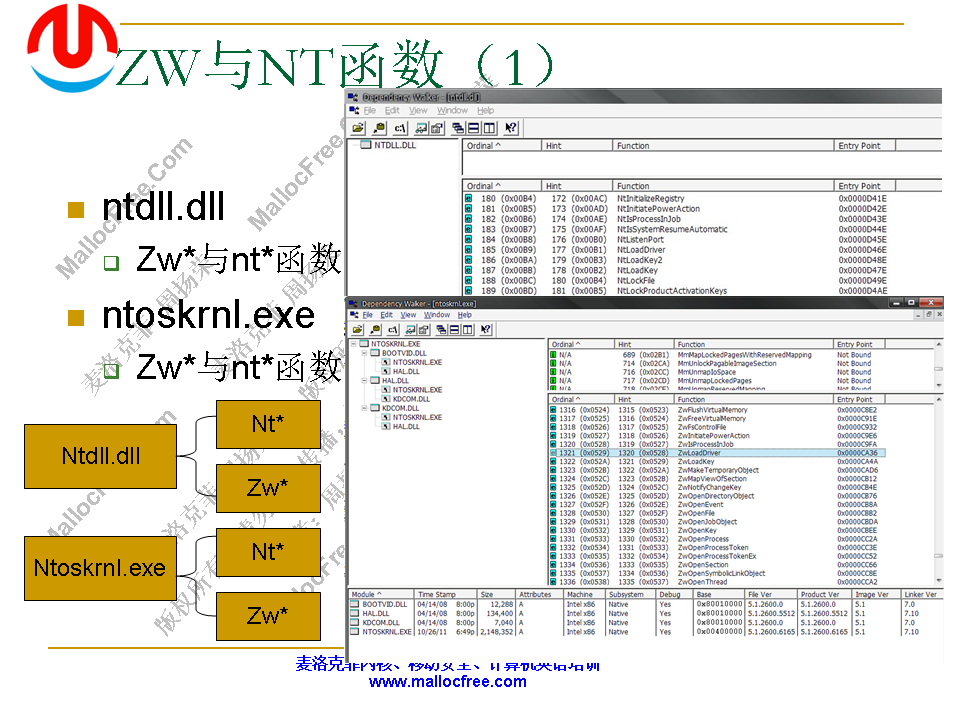 ZW与NT函数（1）
ntdll.dll
Zw*与nt*函数
ntoskrnl.exe
Zw*与nt*函数
Ntdll.dll
Nt*
Zw*
Ntoskrnl.exe
Nt*
Zw*
Dependency Walker - [ntdll.dll]
File Edit View Window Help
NTDLL.DLL
Ordinal ^ Hint Function Entry Point
Ordinal ^ Hint Function Entry Point
180 (0x00B4) 172 (0x00AC) NtInitializeRegistry 0x0000D41E
181 (0x00B5) 173 (0x00AD) NtInitiatePowerAction 0x0000D42E
182 (0x00B6) 174 (0x00AE) NtIsProcessInJob 0x0000D43E
183 (0x00B7) 175 (0x00AF) NtIsSystemResumeAutomatic 0x0000D44E
184 (0x00B8) 176 (0x00B0) NtListenPort 0x0000D45E
185 (0x00B9) 177 (0x00B1) NtLoadDriver 0x0000D46E
186 (0x00BA) 179 (0x00B3) NtLoadKey2 0x0000D48E
187 (0x00BB) 178 (0x00B2) NtLoadKey 0x0000D47E
188 (0x00BC) 180 (0x00B4) NtLockFile 0x0000D49E
189 (0x00BD) 181 (0x00B5) NtLockProductActivationKeys 0x0000D4AE
Dependency Walker - [ntoskrnl.exe]
File Edit View Window Help
NTOSKRNL.EXE
BOOTVID.DLL
NTOSKRNL.EXE
HAL.DLL
HAL.DLL
NTOSKRNL.EXE
KDCOM.DLL
KDCOM.DLL
NTOSKRNL.EXE
HAL.DLL
Ordinal ^ Hint Function Entry Point
N/A 689 (0x02B1) MmMapLockedPagesWithReservedMapping Not Bound
N/A 714 (0x02CA) MmUnlockPagableImageSection Not Bound
N/A 716 (0x02CC) MmUnmapIoSpace Not Bound
N/A 717 (0x02CD) MmUnmapLockedPages Not Bound
N/A 718 (0x02CE) MmUnmapReservedMapping Not Bound
Ordinal ^ Hint Function Entry Point
1316 (0x0524) 1315 (0x0523) ZwFlushVirtualMemory 0x0000C8E2
1317 (0x0525) 1316 (0x0524) ZwFreeVirtualMemory 0x0000C91E
1318 (0x0526) 1317 (0x0525) ZwFsControlFile 0x0000C932
1319 (0x0527) 1318 (0x0526) ZwInitiatePowerAction 0x0000C9E6
1320 (0x0528) 1319 (0x0527) ZwIsProcessInJob 0x0000C9FA
1321 (0x0529) 1320 (0x0528) ZwLoadDriver 0x0000CA36
1322 (0x052A) 1321 (0x0529) ZwLoadKey 0x0000CA4A
1323 (0x052B) 1322 (0x052A) ZwMakeTemporaryObject 0x0000CAD6
1324 (0x052C) 1323 (0x052B) ZwMapViewOfSection 0x0000CB12
1325 (0x052D) 1324 (0x052C) ZwNotifyChangeKey 0x0000CB4E
1326 (0x052E) 1325 (0x052D) ZwOpenDirectoryObject 0x0000CB76
1327 (0x052F) 1326 (0x052E) ZwOpenEvent 0x0000CB8A
1328 (0x0530) 1327 (0x052F) ZwOpenFile 0x0000CBB2
1329 (0x0531) 1328 (0x0530) ZwOpenJobObject 0x0000CBDA
1330 (0x0532) 1329 (0x0531) ZwOpenKey 0x0000CBEE
1331 (0x0533) 1330 (0x0532) ZwOpenProcess 0x0000CC2A
1332 (0x0534) 1331 (0x0533) ZwOpenProcessToken 0x0000CC3E
1333 (0x0535) 1332 (0x0534) ZwOpenProcessTokenEx 0x0000CC52
1334 (0x0536) 1333 (0x0535) ZwOpenSection 0x0000CC66
1335 (0x0537) 1334 (0x0536) ZwOpenSymbolicLinkObject 0x0000CC8E
1336 (0x0538) 1335 (0x0537) ZwOpenThread 0x0000CCA2
Module ^ Time Stamp Size Attributes Machine Subsystem Debug Base File Ver Product Ver Image Ver Linker Ver
BOOTVID.DLL 04/14/08 8:00p 12,288 A Intel x86 Native Yes 0x80010000 5.1.2600.0 5.1.2600.0 5.1 7.0
HAL.DLL 04/14/08 8:00p 134,400 A Intel x86 Native Yes 0x80010000 5.1.2600.5512 5.1.2600.5512 5.1 7.10
KDCOM.DLL 04/14/08 8:00p 7,040 A Intel x86 Native Yes 0x80010000 5.1.2600.0 5.1.2600.0 5.1 7.0
NTOSKRNL.EXE 10/26/11 6:49p 2,148,352 A Intel x86 Native Yes 0x00400000 5.1.2600.6165 5.1.2600.6165 5.1 7.10
麦洛克菲内核、移动安全、计算机英语培训
www.mallocfree.com
MallocFree.Com